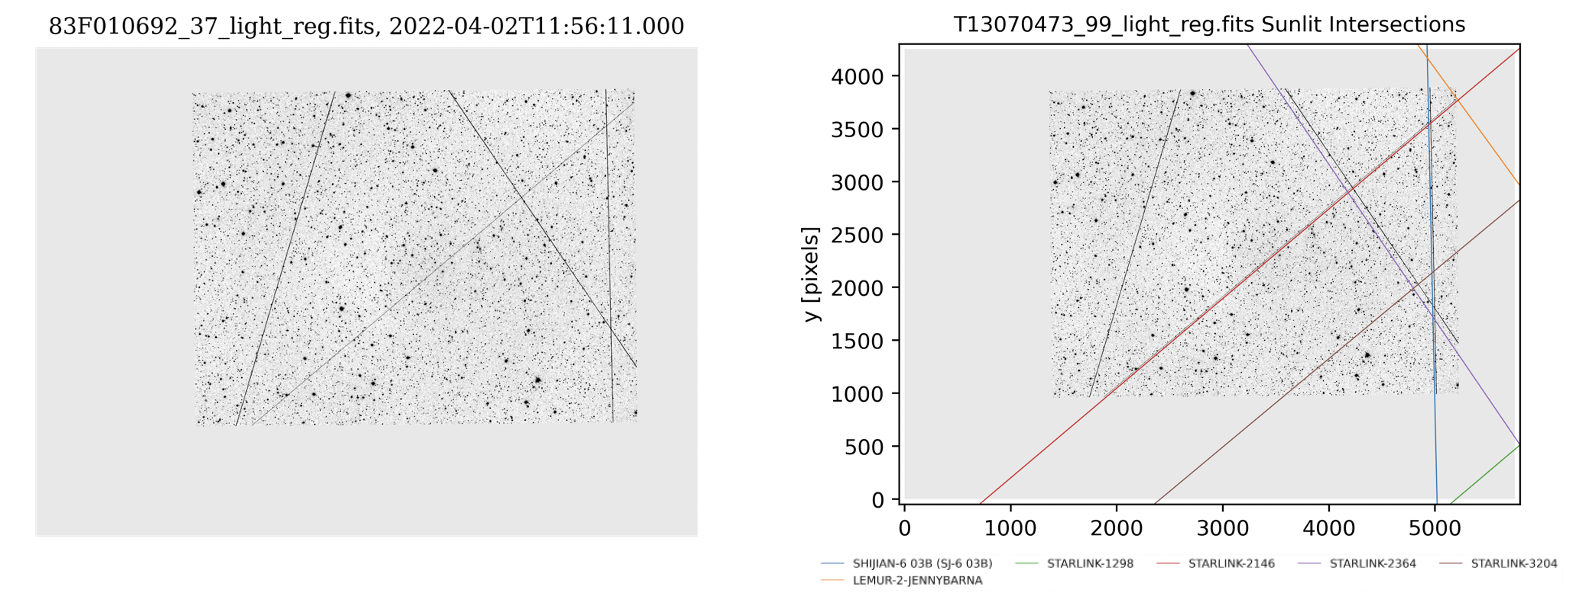 83F010692_37_light_reg.fits, 2022-04-02T11:56:11.000
T13070473_99_light_reg.fits Sunlit Intersections
y [pixels]
4000
3500
3000
2500
2000
1500
1000
500
0
0 1000 2000 3000 4000 5000
SHIJIAN-6 03B (SJ-6 03B) STARLINK-1298 STARLINK-2146 STARLINK-2364 STARLINK-3204
LEMUR-2-JENNYBARNA